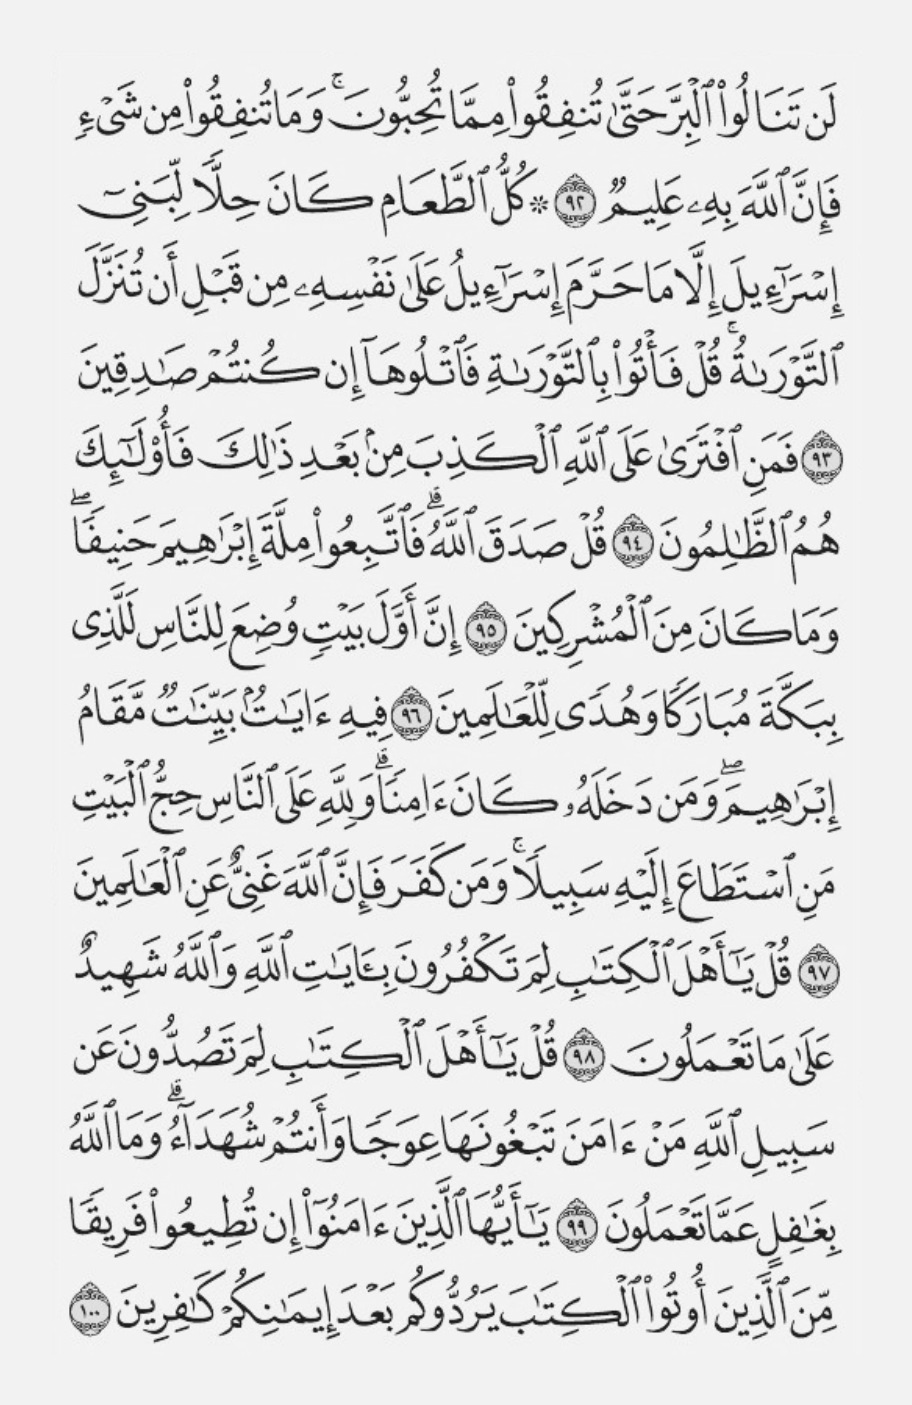 لَن تَنَالُوا۟ ٱلْبِرَّ حَتَّىٰ تُنفِقُوا۟ مِمَّا تُحِبُّونَ ۚ وَمَا تُنفِقُوا۟ مِن شَىْءٍ
فَإِنَّ ٱللَّهَ بِهِۦ عَلِيمٌ ﴿٩٢﴾ ۞ كُلُّ ٱلطَّعَامِ كَانَ حِلًّا لِّبَنِىٓ
إِسْرَٰٓءِيلَ إِلَّا مَا حَرَّمَ إِسْرَٰٓءِيلُ عَلَىٰ نَفْسِهِۦ مِن قَبْلِ أَن تُنَزَّلَ
ٱلتَّوْرَىٰةُ ۚ قُلْ فَأْتُوا۟ بِٱلتَّوْرَىٰةِ فَٱتْلُوهَآ إِن كُنتُمْ صَـٰدِقِينَ
﴿٩٣﴾ فَمَنِ ٱفْتَرَىٰ عَلَى ٱللَّهِ ٱلْكَذِبَ مِنۢ بَعْدِ ذَٰلِكَ فَأُو۟لَـٰٓئِكَ
هُمُ ٱلظَّـٰلِمُونَ ﴿٩٤﴾ قُلْ صَدَقَ ٱللَّهُ ۗ فَٱتَّبِعُوا۟ مِلَّةَ إِبْرَٰهِيمَ حَنِيفًا ۖ
وَمَا كَانَ مِنَ ٱلْمُشْرِكِينَ ﴿٩٥﴾ إِنَّ أَوَّلَ بَيْتٍ وُضِعَ لِلنَّاسِ لَلَّذِى
بِبَكَّةَ مُبَارَكًا وَهُدًى لِّلْعَـٰلَمِينَ ﴿٩٦﴾ فِيهِ ءَايَـٰتٌۢ بَيِّنَـٰتٌ مَّقَامُ
إِبْرَٰهِيمَ ۖ وَمَن دَخَلَهُۥ كَانَ ءَامِنًا ۗ وَلِلَّهِ عَلَى ٱلنَّاسِ حِجُّ ٱلْبَيْتِ
مَنِ ٱسْتَطَاعَ إِلَيْهِ سَبِيلًا ۚ وَمَن كَفَرَ فَإِنَّ ٱللَّهَ غَنِىٌّ عَنِ ٱلْعَـٰلَمِينَ
﴿٩٧﴾ قُلْ يَـٰٓأَهْلَ ٱلْكِتَـٰبِ لِمَ تَكْفُرُونَ بِـَٔايَـٰتِ ٱللَّهِ وَٱللَّهُ شَهِيدٌ
عَلَىٰ مَا تَعْمَلُونَ ﴿٩٨﴾ قُلْ يَـٰٓأَهْلَ ٱلْكِتَـٰبِ لِمَ تَصُدُّونَ عَن
سَبِيلِ ٱللَّهِ مَنْ ءَامَنَ تَبْغُونَهَا عِوَجًا وَأَنتُمْ شُهَدَآءُ ۗ وَمَا ٱللَّهُ
بِغَـٰفِلٍ عَمَّا تَعْمَلُونَ ﴿٩٩﴾ يَـٰٓأَيُّهَا ٱلَّذِينَ ءَامَنُوٓا۟ إِن تُطِيعُوا۟ فَرِيقًا
مِّنَ ٱلَّذِينَ أُوتُوا۟ ٱلْكِتَـٰبَ يَرُدُّوكُم بَعْدَ إِيمَـٰنِكُمْ كَـٰفِرِينَ ﴿١٠٠﴾